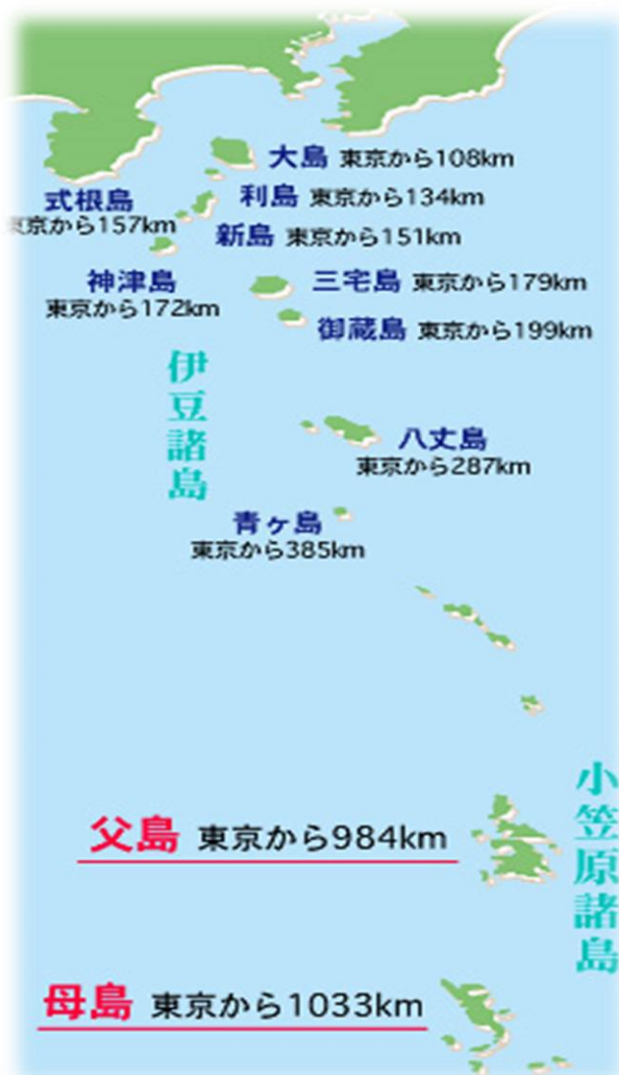 大島 東京から108km
利島 東京から134km
式根島
東京から157km
新島 東京から151km
神津島
東京から172km
三宅島 東京から179km
御蔵島 東京から199km
伊豆諸島
八丈島
東京から287km
青ヶ島
東京から385km
小笠原諸島
父島 東京から984km
母島 東京から1033km